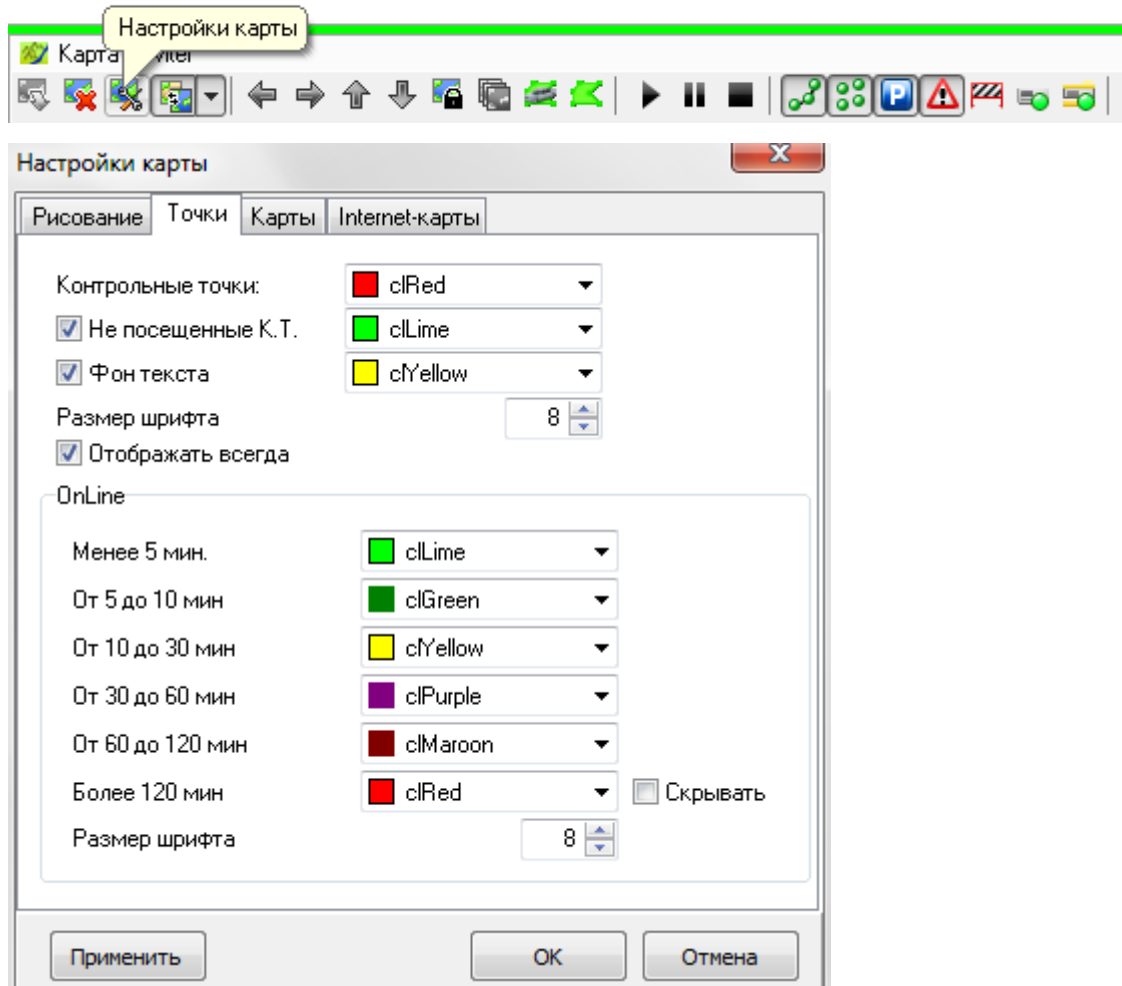 Настройки карты
Карта
Настройки карты
Рисование Точки Карты Internet-карты
Контрольные точки: clRed
Не посещенные К.Т. clLime
Фон текста clYellow
Размер шрифта 8
Отображать всегда
OnLine
Менее 5 мин. clLime
От 5 до 10 мин clGreen
От 10 до 30 мин clYellow
От 30 до 60 мин clPurple
От 60 до 120 мин clMaroon
Более 120 мин clRed Скрывать
Размер шрифта 8
Применить OK Отмена